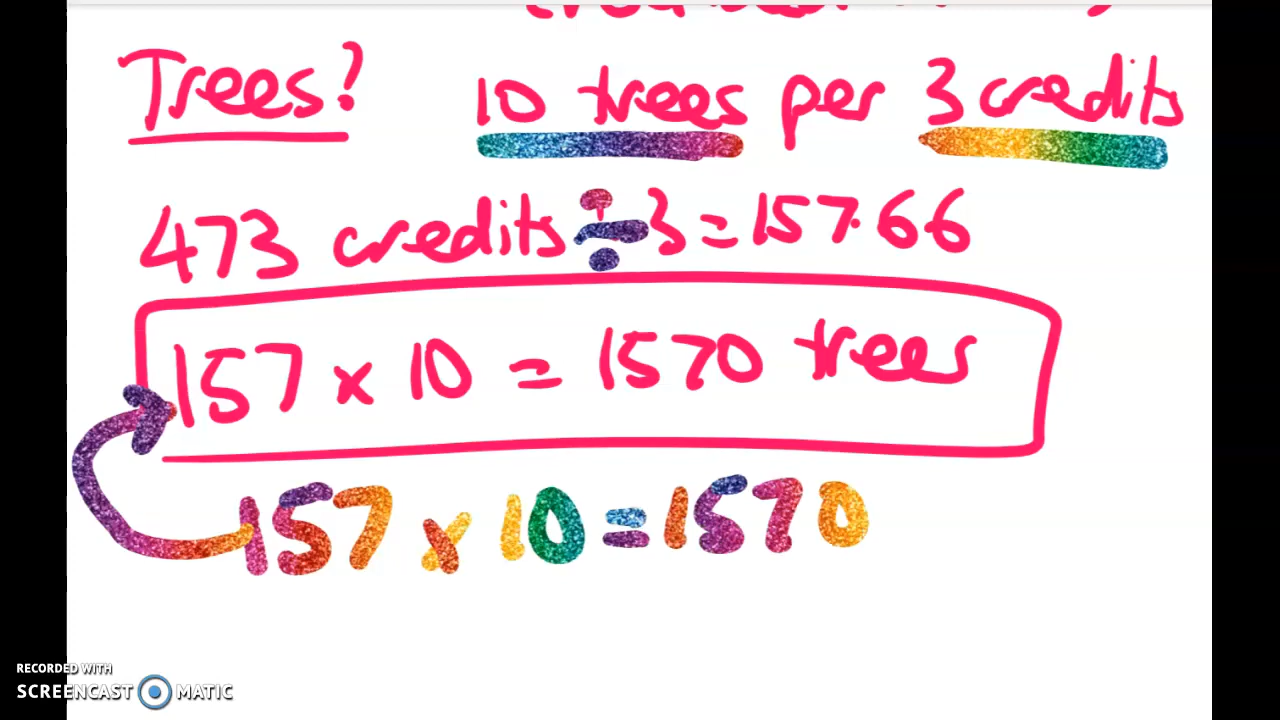 Trees? 10 trees per 3 credits
473 credits ÷ 3 = 157.66
157 x 10 = 1570 trees
157 x 10 = 1570
RECORDED WITH
SCREENCAST MATIC